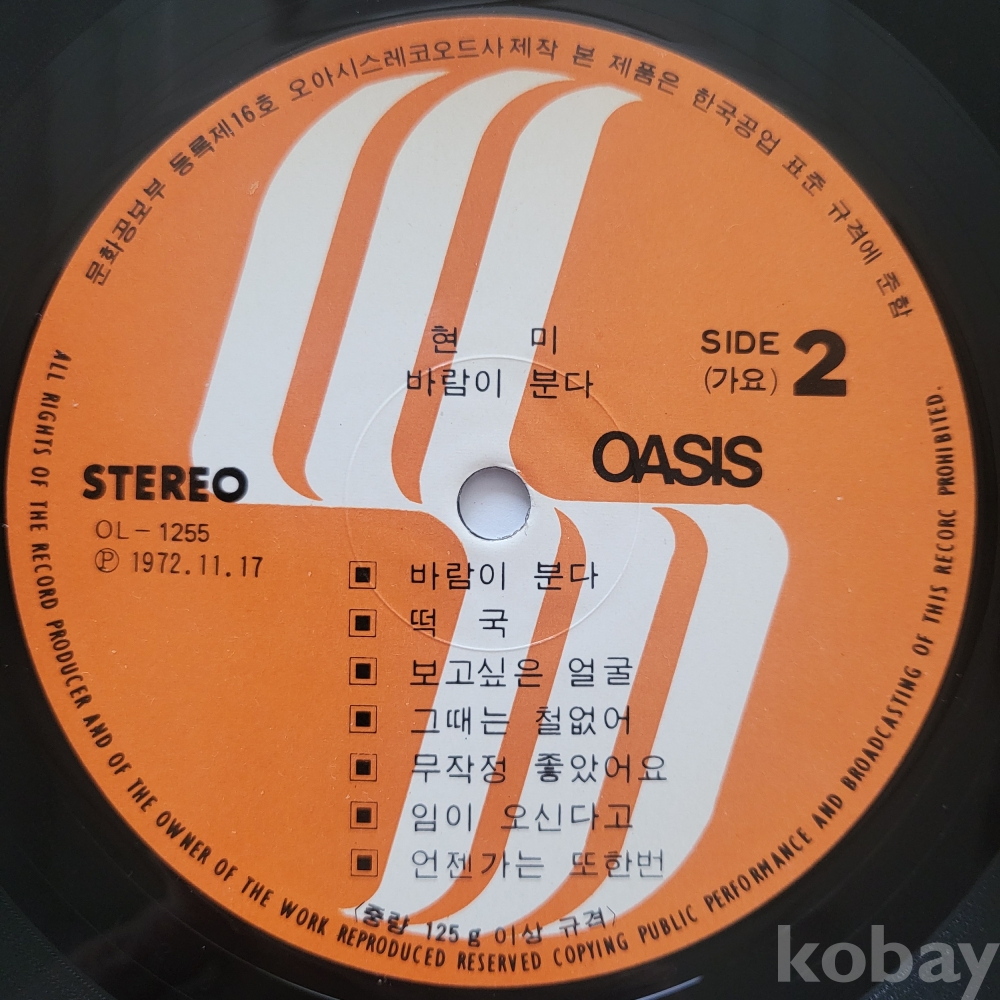 문화공보부 등록제16호 오아시스레코오드사제작 본 제품은 한국공업 표준 규격에 준함
현 미
바람이 분다
SIDE 2
(가요)
OASIS
STEREO
OL-1255
Ⓟ 1972.11.17
▣ 바람이 분다
▣ 떡 국
▣ 보고싶은 얼굴
▣ 그때는 철없어
▣ 무작정 좋았어요
▣ 임이 오신다고
▣ 언젠가는 또한번
(중량 125g 이상 규격)
ALL RIGHTS OF THE RECORD PRODUCER AND OF THE OWNER OF THE WORK REPRODUCED RESERVED COPYING PUBLIC PERFORMANCE AND BROADCASTING OF THIS RECORC PROHIBITED.
kobay